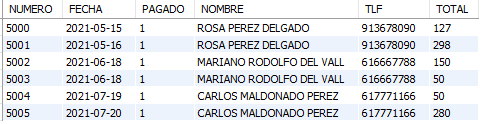 NUMERO FECHA PAGADO NOMBRE TLF TOTAL
5000 2021-05-15 1 ROSA PEREZ DELGADO 913678090 127
5001 2021-05-16 1 ROSA PEREZ DELGADO 913678090 298
5002 2021-06-18 1 MARIANO RODOLFO DEL VALL 616667788 150
5003 2021-06-18 1 MARIANO RODOLFO DEL VALL 616667788 50
5004 2021-07-19 1 CARLOS MALDONADO PEREZ 617771166 50
5005 2021-07-20 1 CARLOS MALDONADO PEREZ 617771166 280